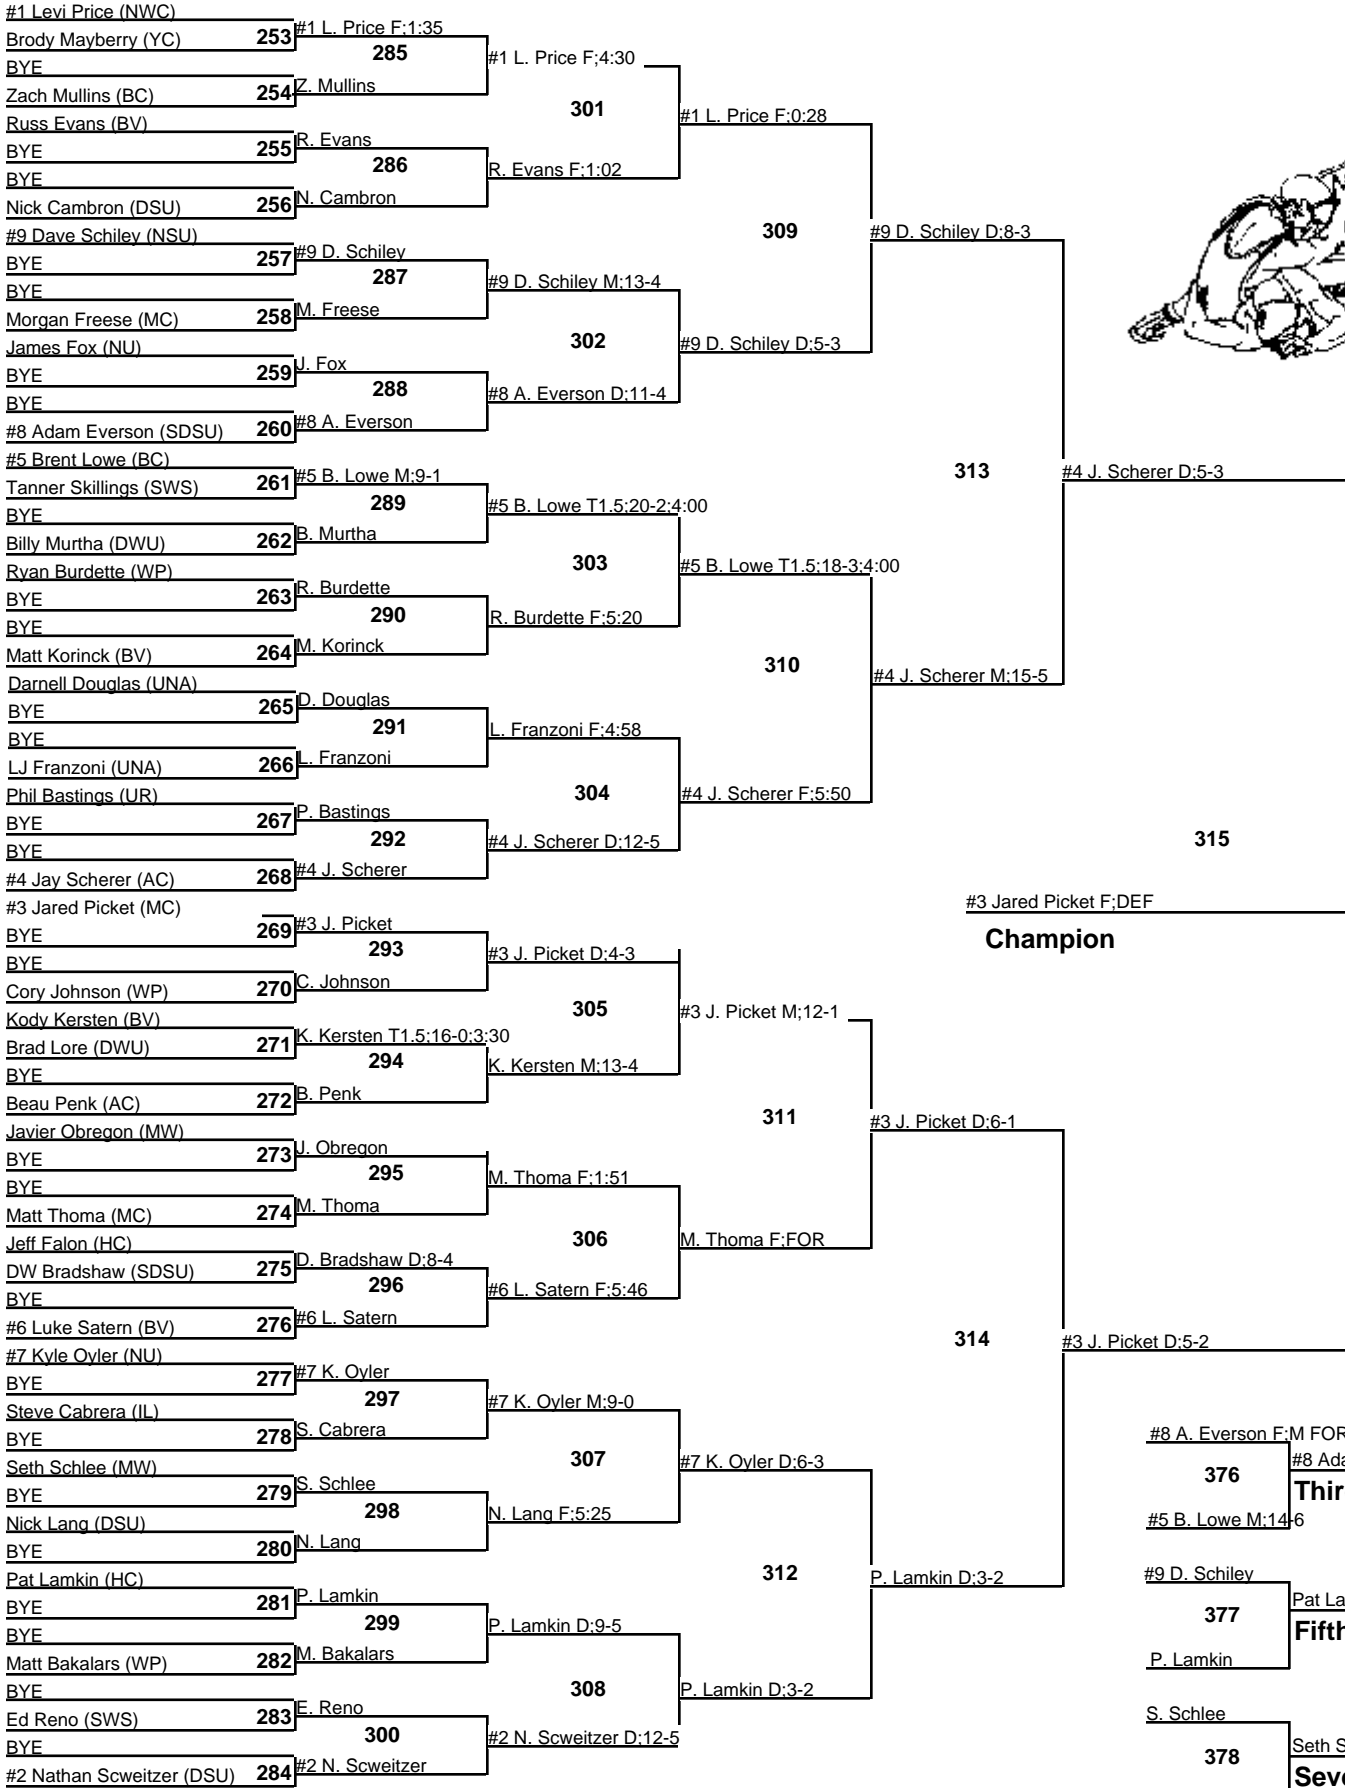 #1 Levi Price (NWC)
Brody Mayberry (YC)
BYE
Zach Mullins (BC)
Russ Evans (BV)
BYE
BYE
Nick Cambron (DSU)
#9 Dave Schiley (NSU)
BYE
BYE
Morgan Freese (MC)
James Fox (NU)
BYE
BYE
#8 Adam Everson (SDSU)
#5 Brent Lowe (BC)
Tanner Skillings (SWS)
BYE
Billy Murtha (DWU)
Ryan Burdette (WP)
BYE
BYE
Matt Korinck (BV)
Darnell Douglas (UNA)
BYE
BYE
LJ Franzoni (UNA)
Phil Bastings (UR)
BYE
BYE
#4 Jay Scherer (AC)
#3 Jared Picket (MC)
BYE
BYE
Cory Johnson (WP)
Kody Kersten (BV)
Brad Lore (DWU)
BYE
Beau Penk (AC)
Javier Obregon (MW)
BYE
BYE
Matt Thoma (MC)
Jeff Falon (HC)
DW Bradshaw (SDSU)
BYE
#6 Luke Satern (BV)
#7 Kyle Oyler (NU)
BYE
Steve Cabrera (IL)
BYE
Seth Schlee (MW)
BYE
Nick Lang (DSU)
BYE
Pat Lamkin (HC)
BYE
BYE
Matt Bakalars (WP)
BYE
Ed Reno (SWS)
BYE
#2 Nathan Scweitzer (DSU)
253
254
255
256
257
258
259
260
261
262
263
264
265
266
267
268
269
270
271
272
273
274
275
276
277
278
279
280
281
282
283
284
#1 L. Price F;1:35
285
Z. Mullins
R. Evans
286
N. Cambron
#9 D. Schiley
287
M. Freese
J. Fox
288
#8 A. Everson
#5 B. Lowe M;9-1
289
B. Murtha
R. Burdette
290
M. Korinck
D. Douglas
291
L. Franzoni
P. Bastings
292
#4 J. Scherer
#3 J. Picket
293
C. Johnson
K. Kersten T1.5;16-0;3:30
294
B. Penk
J. Obregon
295
M. Thoma
D. Bradshaw D;8-4
296
#6 L. Satern
#7 K. Oyler
297
S. Cabrera
S. Schlee
298
N. Lang
P. Lamkin
299
M. Bakalars
E. Reno
300
#2 N. Scweitzer
#1 L. Price F;4:30
301
R. Evans F;1:02
#9 D. Schiley M;13-4
302
#8 A. Everson D;11-4
#5 B. Lowe T1.5;20-2;4:00
303
R. Burdette F;5:20
L. Franzoni F;4:58
304
#4 J. Scherer D;12-5
#3 J. Picket D;4-3
305
K. Kersten M;13-4
M. Thoma F;1:51
306
#6 L. Satern F;5:46
#7 K. Oyler M;9-0
307
N. Lang F;5:25
P. Lamkin D;9-5
308
#2 N. Scweitzer D;12-5
#1 L. Price F;0:28
309
#9 D. Schiley D;5-3
#5 B. Lowe T1.5;18-3;4:00
310
#4 J. Scherer F;5:50
#3 J. Picket M;12-1
311
M. Thoma F;FOR
#7 K. Oyler D;6-3
312
P. Lamkin D;3-2
#9 D. Schiley D;8-3
313
#4 J. Scherer M;15-5
#3 J. Picket D;6-1
314
P. Lamkin D;3-2
#4 J. Scherer D;5-3
315
#3 Jared Picket F;DEF
Champion
#3 J. Picket D;5-2
#8 A. Everson F;M FOR
#8 Ada
376
Thir
#5 B. Lowe M;14-6
#9 D. Schiley
Pat La
377
Fifth
P. Lamkin
S. Schlee
Seth S
378
Seve